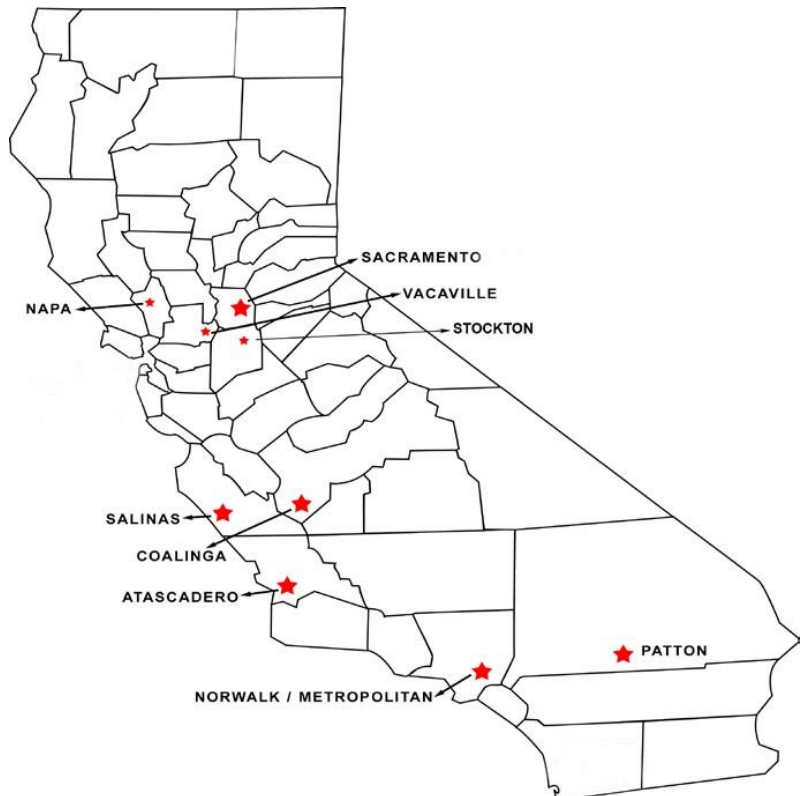 SACRAMENTO
VACAVILLE
NAPA
STOCKTON
SALINAS
COALINGA
ATASCADERO
PATTON
NORWALK / METROPOLITAN